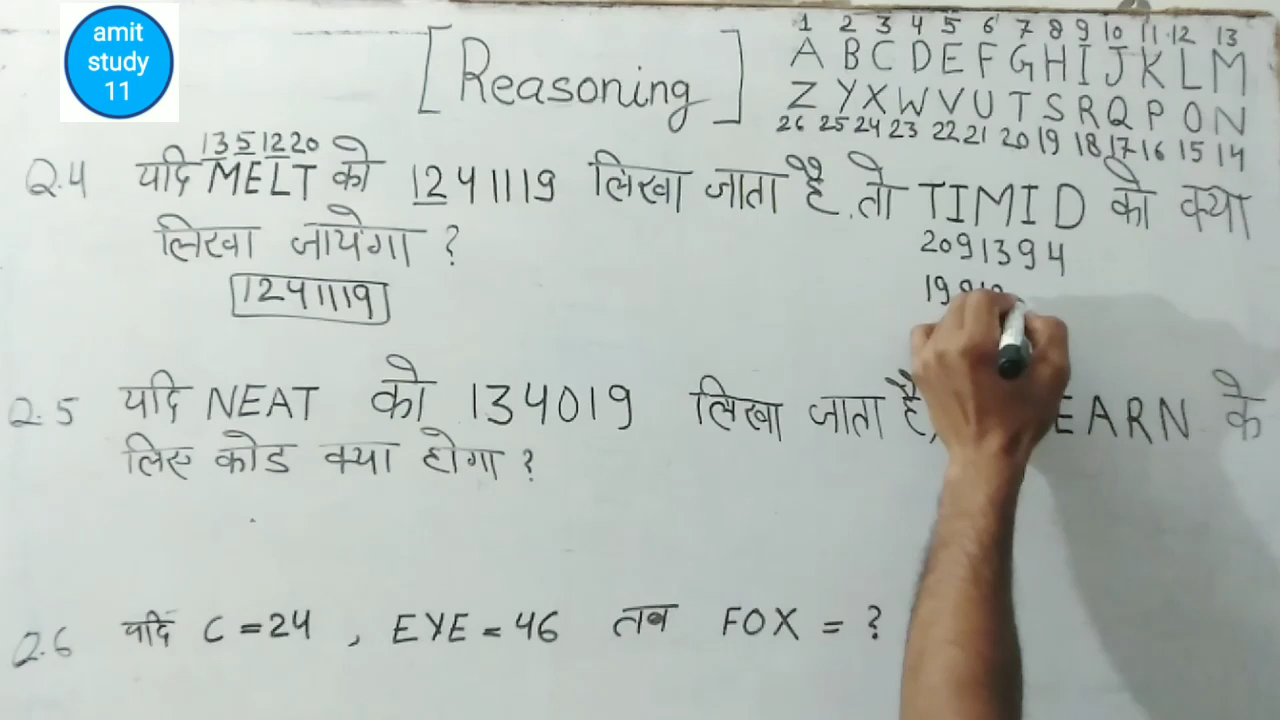 amit
study
11
[Reasoning]
1 2 3 4 5 6 7 8 9 10 11 12 13
A B C D E F G H I J K L M
Z Y X W V U T S R Q P O N
26 25 24 23 22 21 20 19 18 17 16 15 14
13 5 12 20
Q.4 यदि MELT को 1241119 लिखा जाता है, तो TIMID को क्या
लिखा जायेगा ?
2091394
1241119
19
Q.5 यदि NEAT को 134019 लिखा जाता है, EARN के
लिए कोड क्या होगा ?
Q.6 यदि C = 24 , EYE = 46 तब FOX = ?